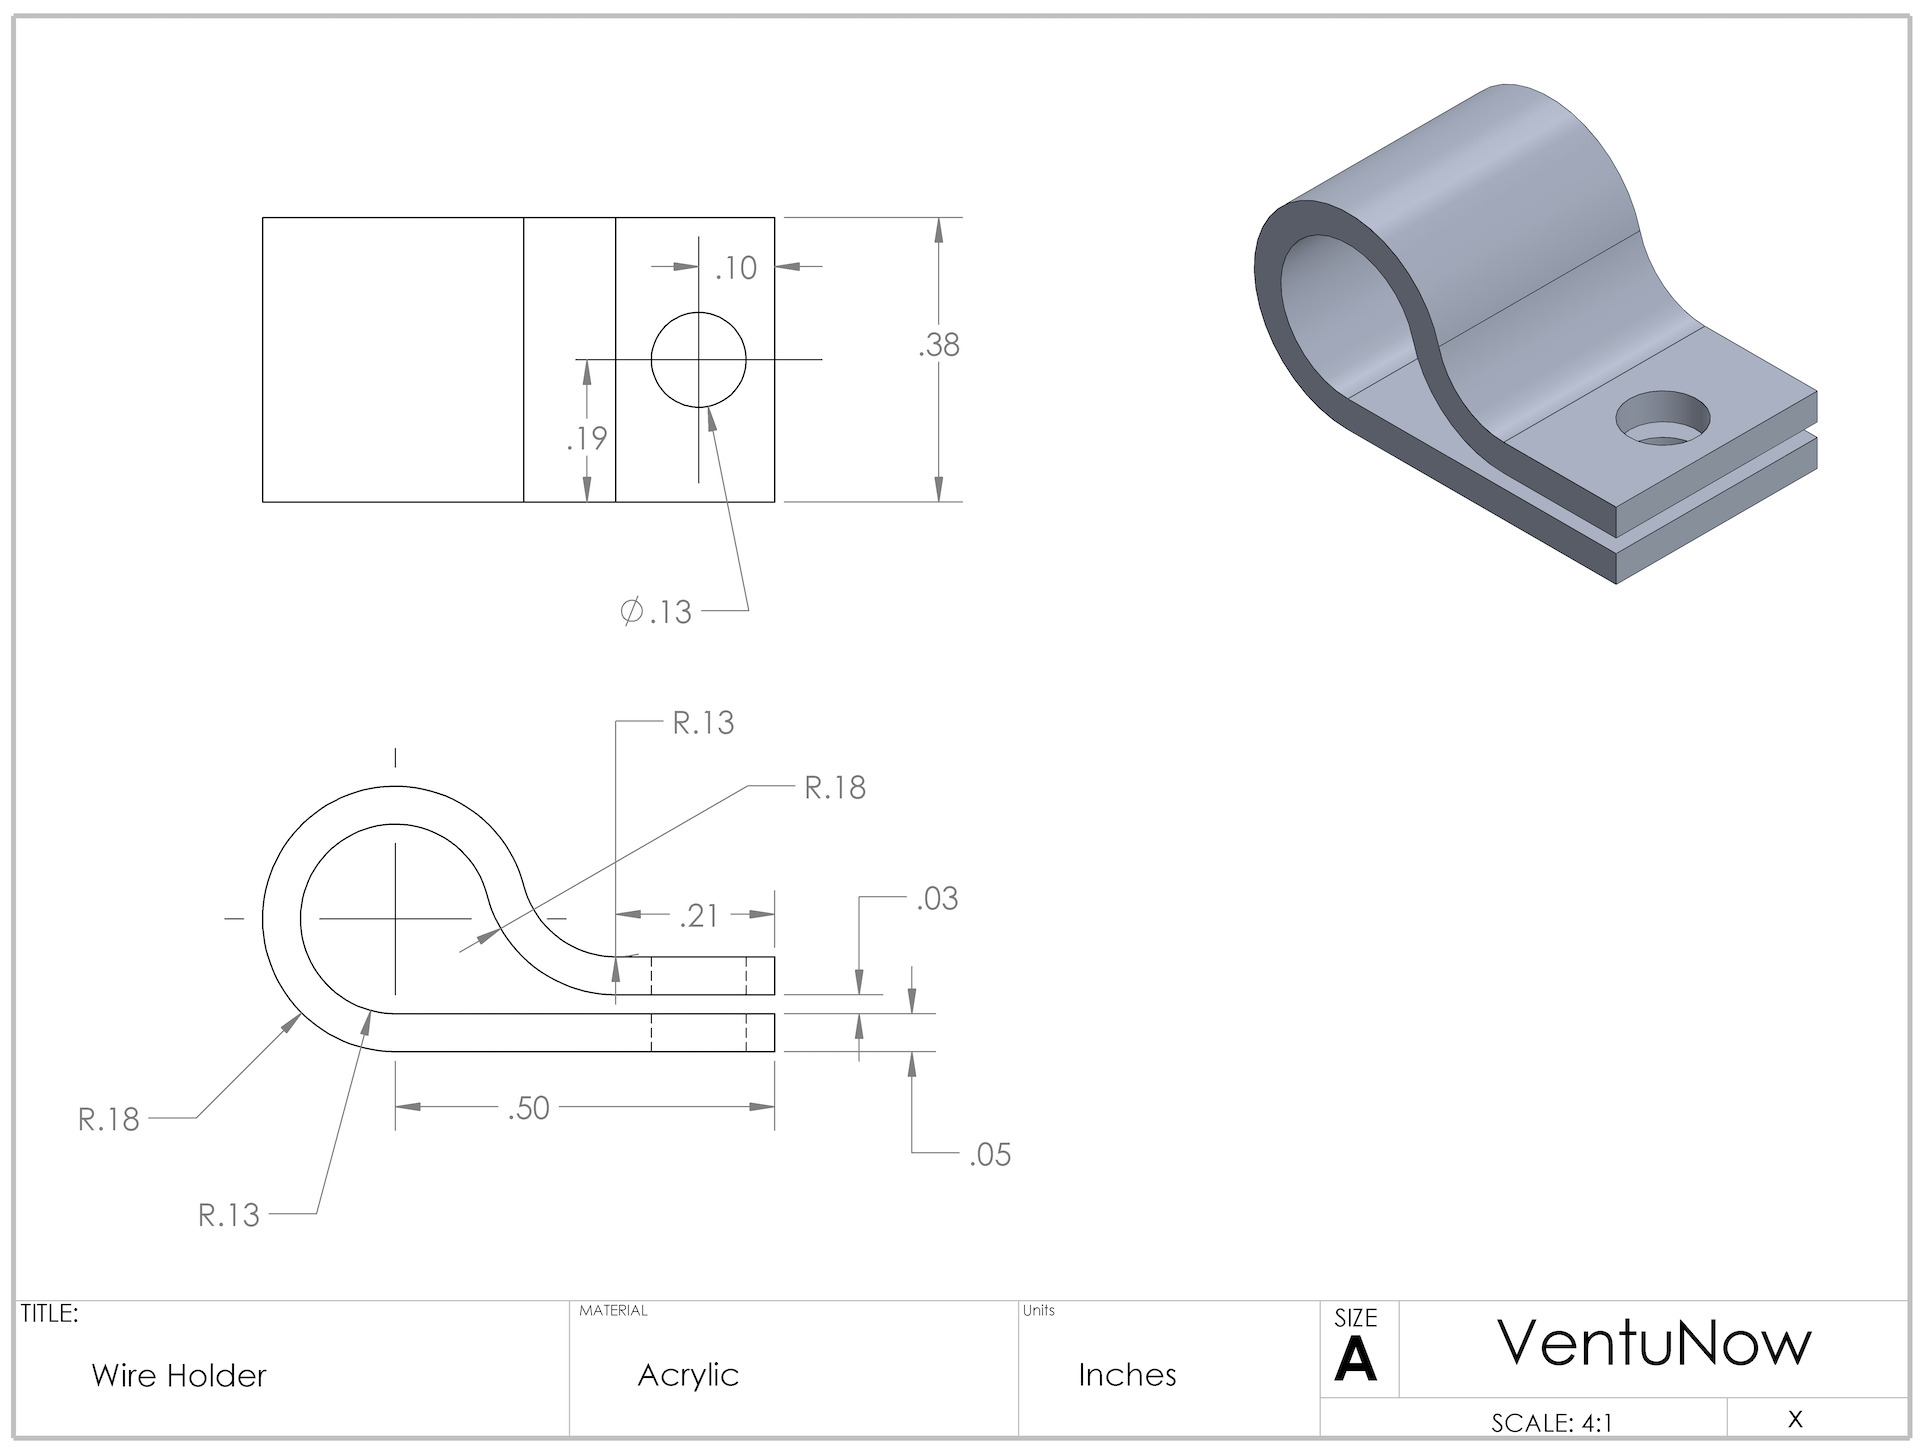 .10
.38
.19
Ø.13
R.13
R.18
.21
.03
.50
R.18
.05
R.13
TITLE:
Wire Holder
MATERIAL
Acrylic
Units
Inches
SIZE
A
VentuNow
SCALE: 4:1
X